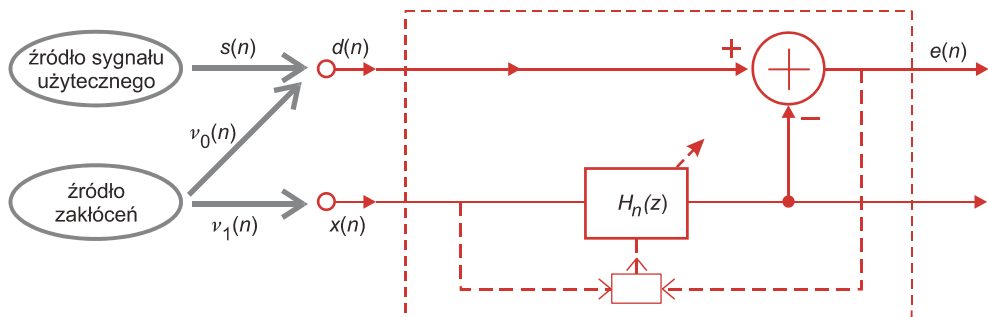 źródło sygnału
użytecznego
s(n)
d(n)
+
e(n)
ν₀(n)
−
źródło
zakłóceń
ν₁(n)
x(n)
Hₙ(z)